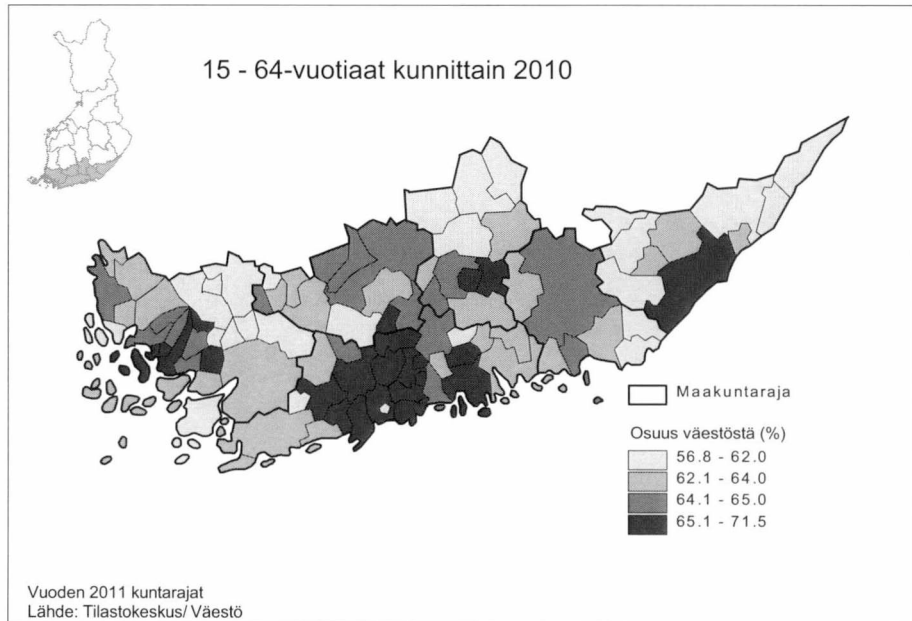 15 - 64-vuotiaat kunnittain 2010
Maakuntaraja
Osuus väestöstä (%)
56.8 - 62.0
62.1 - 64.0
64.1 - 65.0
65.1 - 71.5
Vuoden 2011 kuntarajat
Lähde: Tilastokeskus/ Väestö